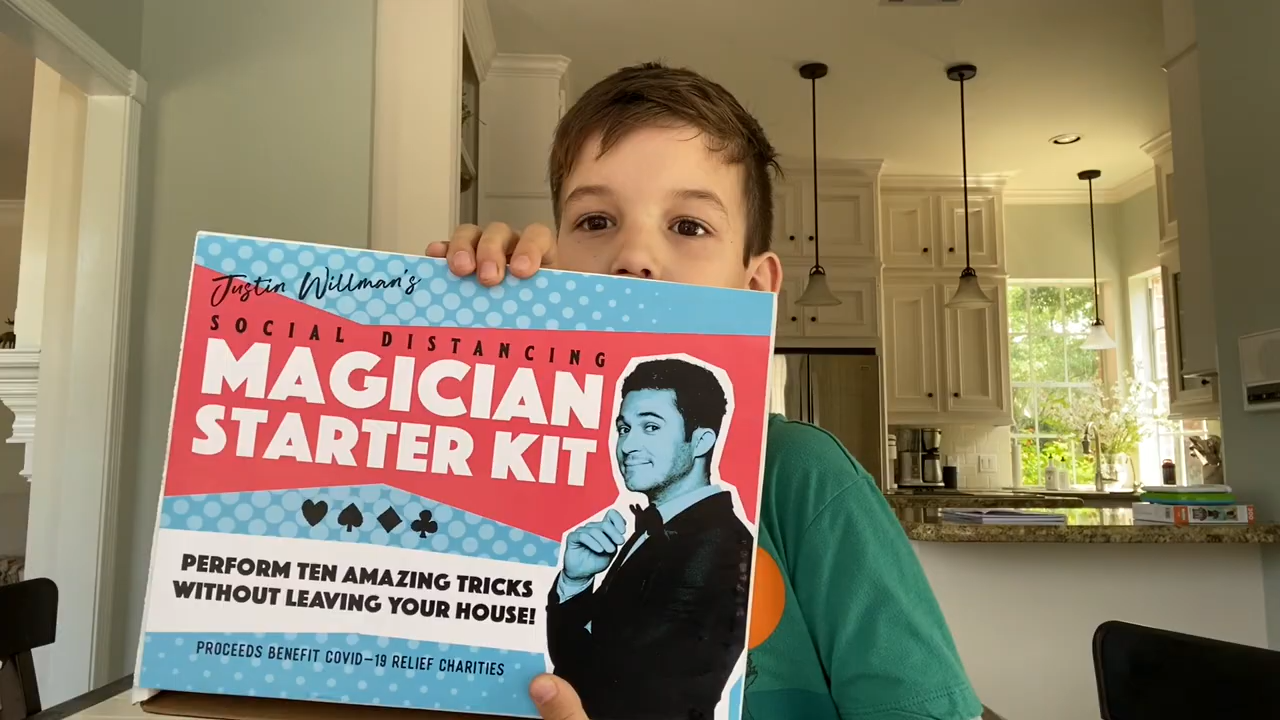 Justin Willman's
SOCIAL DISTANCING
MAGICIAN
STARTER KIT
PERFORM TEN AMAZING TRICKS
WITHOUT LEAVING YOUR HOUSE!
PROCEEDS BENEFIT COVID-19 RELIEF CHARITIES